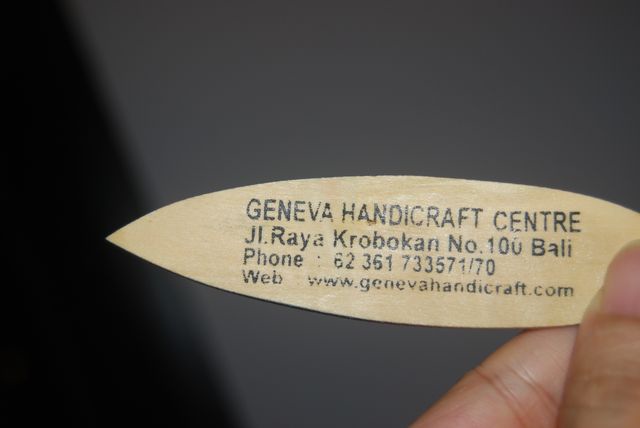 GENEVA HANDICRAFT CENTRE
Jl.Raya Krobokan No.100 Bali
Phone : 62 361 733571/70
Web : www.genevahandicraft.com